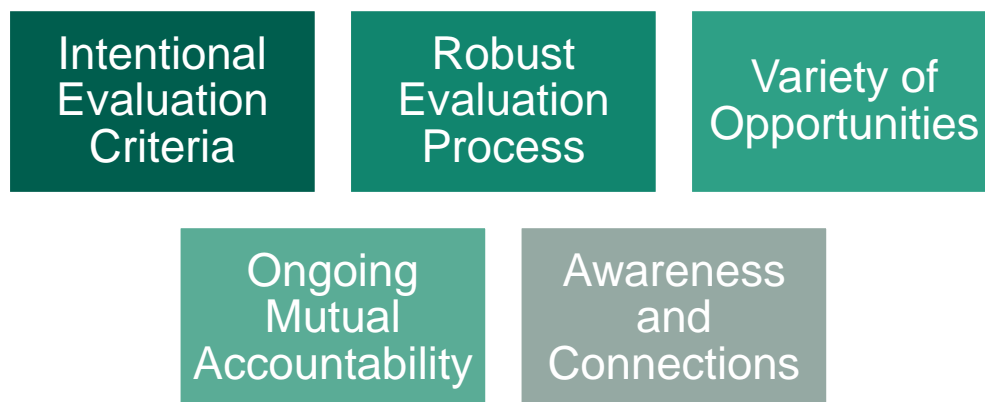 Intentional
Evaluation
Criteria
Robust
Evaluation
Process
Variety of
Opportunities
Ongoing
Mutual
Accountability
Awareness
and
Connections